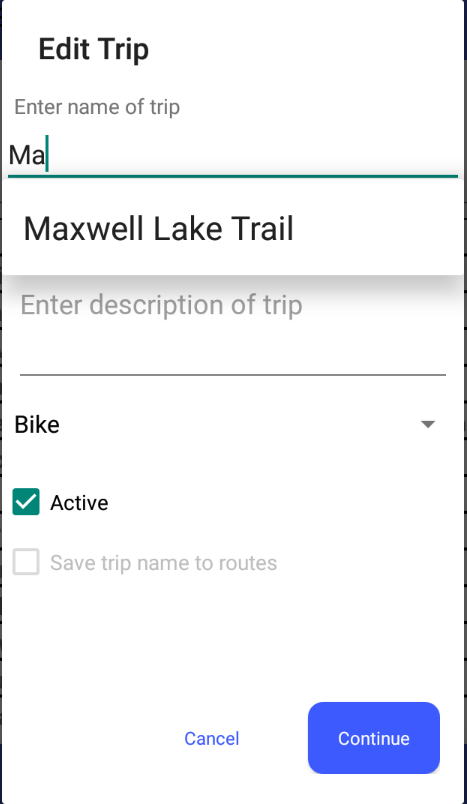 Edit Trip
Enter name of trip
Ma
Maxwell Lake Trail
Enter description of trip
Bike
Active
Save trip name to routes
Cancel
Continue